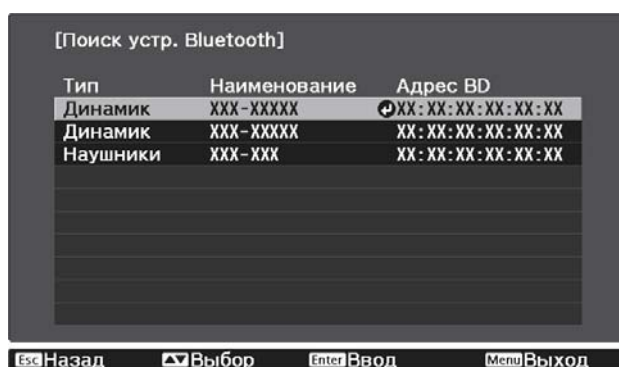 [Поиск устр. Bluetooth]
Тип Наименование Адрес BD
Динамик XXX-XXXXX XX:XX:XX:XX:XX:XX
Динамик XXX-XXXXX XX:XX:XX:XX:XX:XX
Наушники XXX-XXX XX:XX:XX:XX:XX:XX
Esc Назад Выбор Enter Ввод Menu Выход